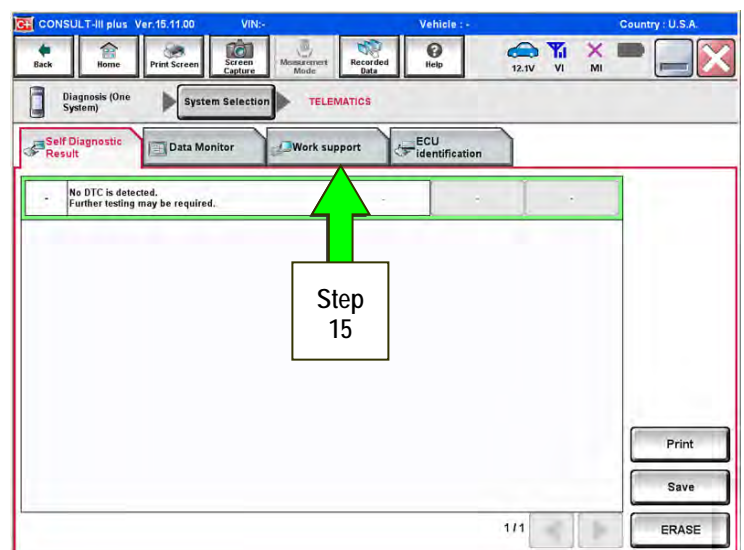 C+ CONSULT-III plus Ver.15.11.00 VIN:- Vehicle : - Country : U.S.A.
Back
Home
Print Screen
Screen
Capture
Measurement
Mode
Recorded
Data
Help
12.1V
VI
MI
Diagnosis (One
System)
System Selection
TELEMATICS
Self Diagnostic
Result
Data Monitor
Work support
ECU
identification
-
No DTC is detected.
Further testing may be required.
-
-
-
Step
15
Print
Save
1/1
ERASE